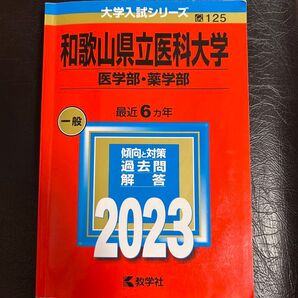 大学入試シリーズ
125
和歌山県立医科大学
医学部・薬学部
最近6カ年
一般
傾向と対策
過去問
解答
2023
教学社